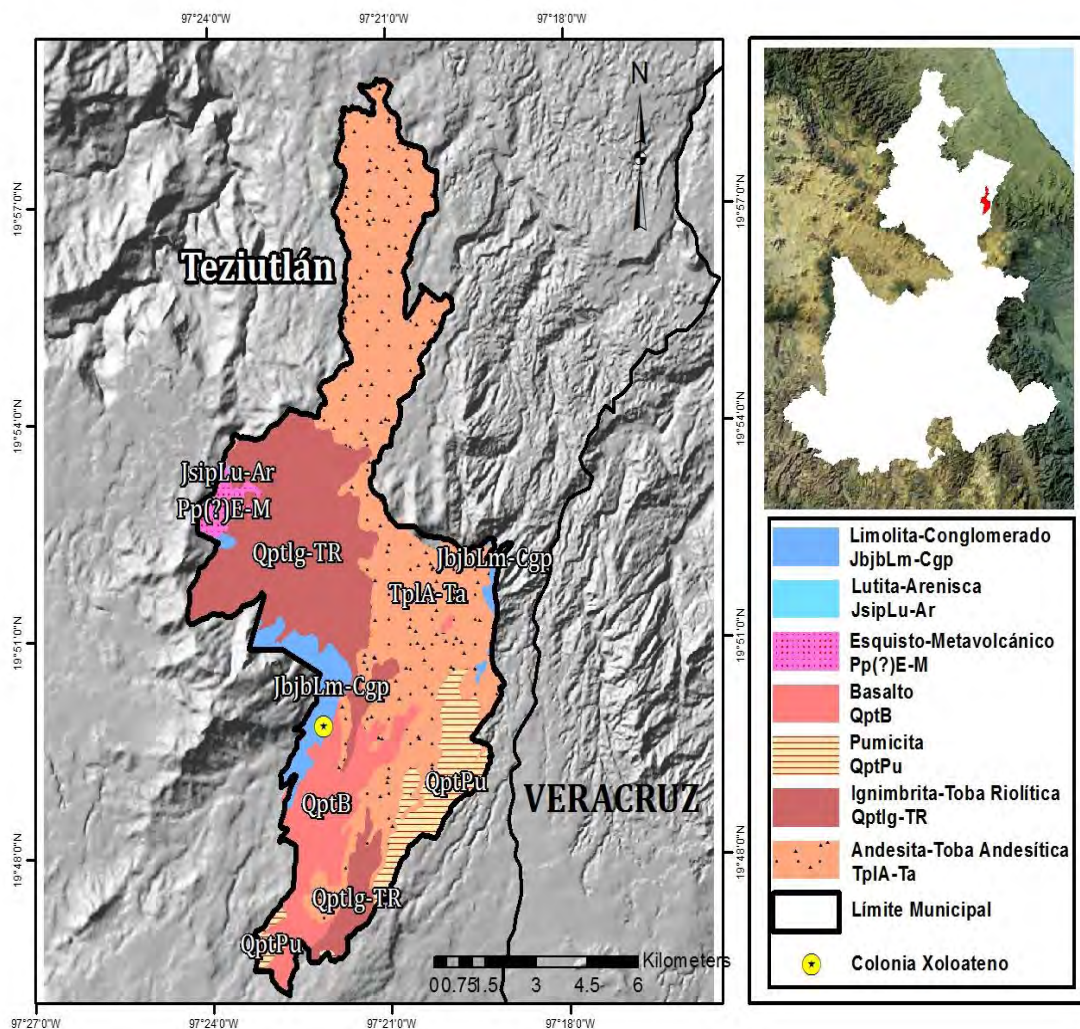 97°24'0"W
97°21'0"W
97°18'0"W
N
19°57'0"N
19°57'0"N
Teziutlán
19°54'0"N
19°54'0"N
JsipLu-Ar
Pp(?)E-M
QptIg-TR
JbjbLm-Cgp
TplA-Ta
19°51'0"N
19°51'0"N
JbjbLm-Cgp
QptPu
QptB
VERACRUZ
19°48'0"N
19°48'0"N
QptIg-TR
QptPu
Kilometers
0 0.75 1.5 3 4.5 6
97°27'0"W
97°24'0"W
97°21'0"W
97°18'0"W
Limolita-Conglomerado
JbjbLm-Cgp
Lutita-Arenisca
JsipLu-Ar
Esquisto-Metavolcánico
Pp(?)E-M
Basalto
QptB
Pumicita
QptPu
Ignimbrita-Toba Riolítica
QptIg-TR
Andesita-Toba Andesítica
TplA-Ta
Límite Municipal
Colonia Xoloateno